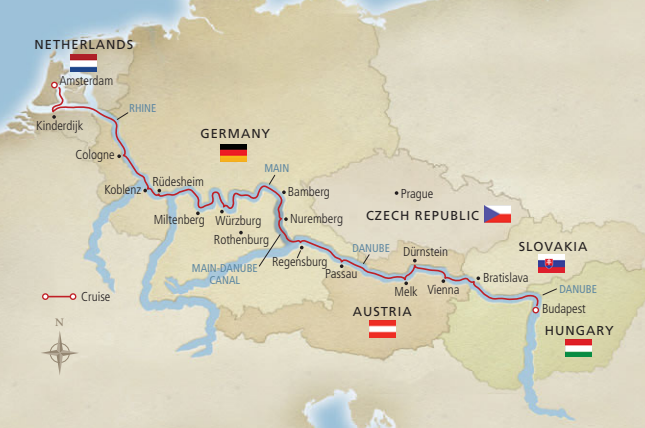 NETHERLANDS
Amsterdam
Kinderdijk
RHINE
GERMANY
Cologne
MAIN
Koblenz
Rüdesheim
Bamberg
Prague
Miltenberg
Würzburg
Nuremberg
CZECH REPUBLIC
Rothenburg
SLOVAKIA
MAIN-DANUBE
CANAL
Regensburg
DANUBE
Dürnstein
Passau
Bratislava
Melk
Vienna
DANUBE
Cruise
AUSTRIA
Budapest
HUNGARY
N